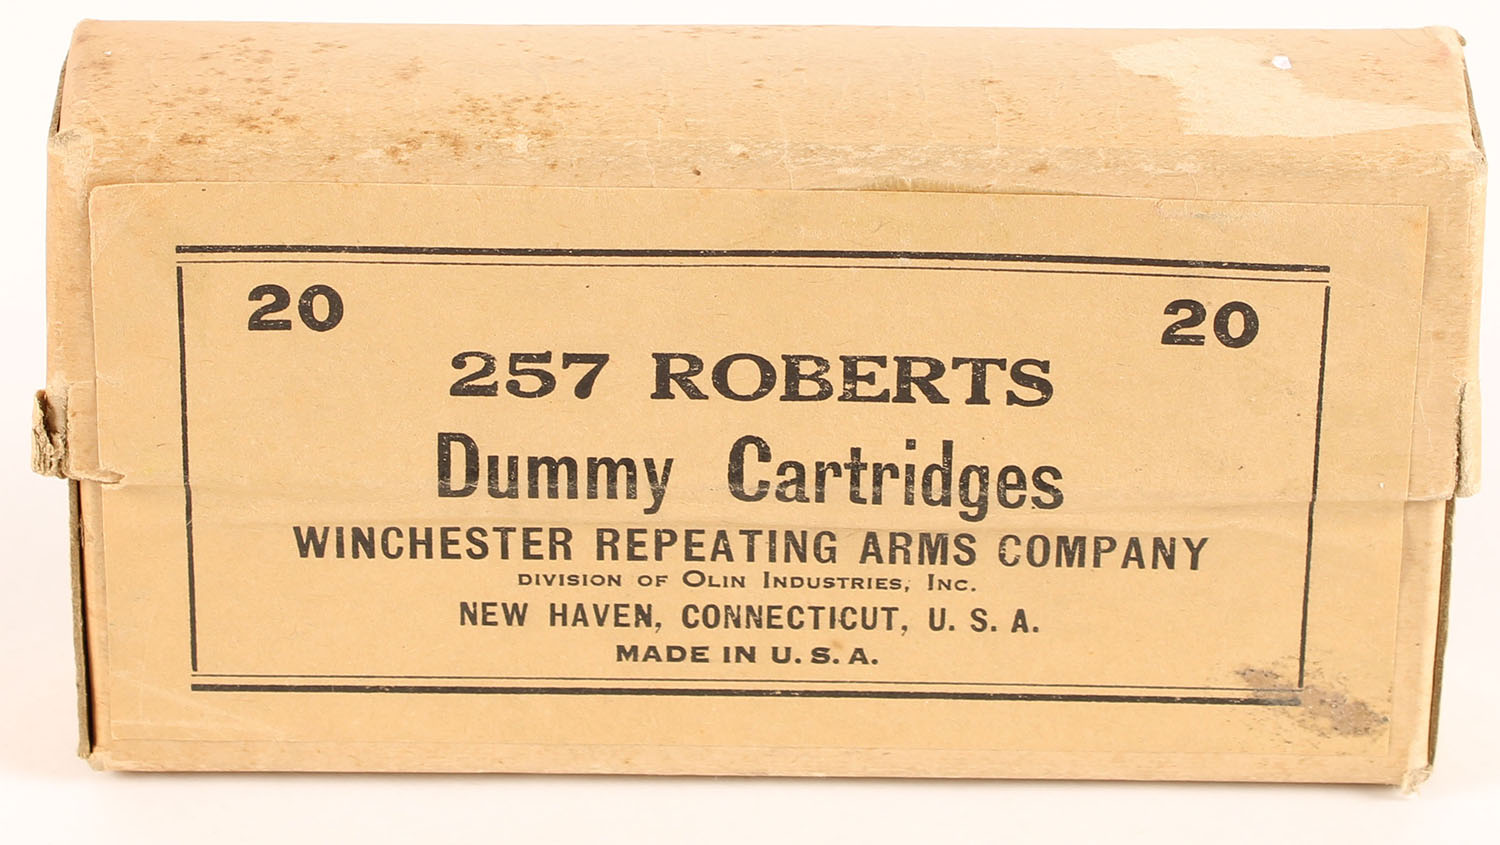 20 20
257 ROBERTS
Dummy Cartridges
WINCHESTER REPEATING ARMS COMPANY
DIVISION OF OLIN INDUSTRIES, INC.
NEW HAVEN, CONNECTICUT, U. S. A.
MADE IN U. S. A.